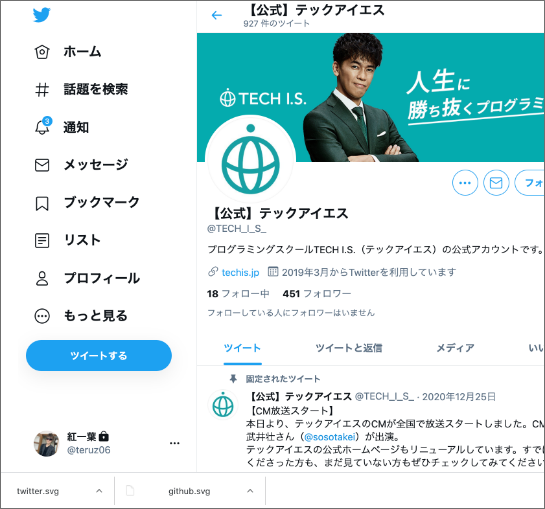 【公式】テックアイエス
927 件のツイート
ホーム
話題を検索
3
通知
メッセージ
ブックマーク
リスト
プロフィール
もっと見る
ツイートする
紅一葉
@teruz06
TECH I.S.
人生に
勝ち抜くプログラミ
フォ
【公式】テックアイエス
@TECH_I_S_
プログラミングスクールTECH I.S.（テックアイエス）の公式アカウントです。
techis.jp 2019年3月からTwitterを利用しています
18 フォロー中 451 フォロワー
フォローしている人にフォロワーはいません
ツイート ツイートと返信 メディア いい
固定されたツイート
【公式】テックアイエス @TECH_I_S_ · 2020年12月25日
【CM放送スタート】
本日より、テックアイエスのCMが全国で放送スタートしました。CM
武井壮さん（@sosotakei）が出演。
テックアイエスの公式ホームページもリニューアルしています。すで
くださった方も、まだ見ていない方もぜひチェックしてみてください
twitter.svg
github.svg